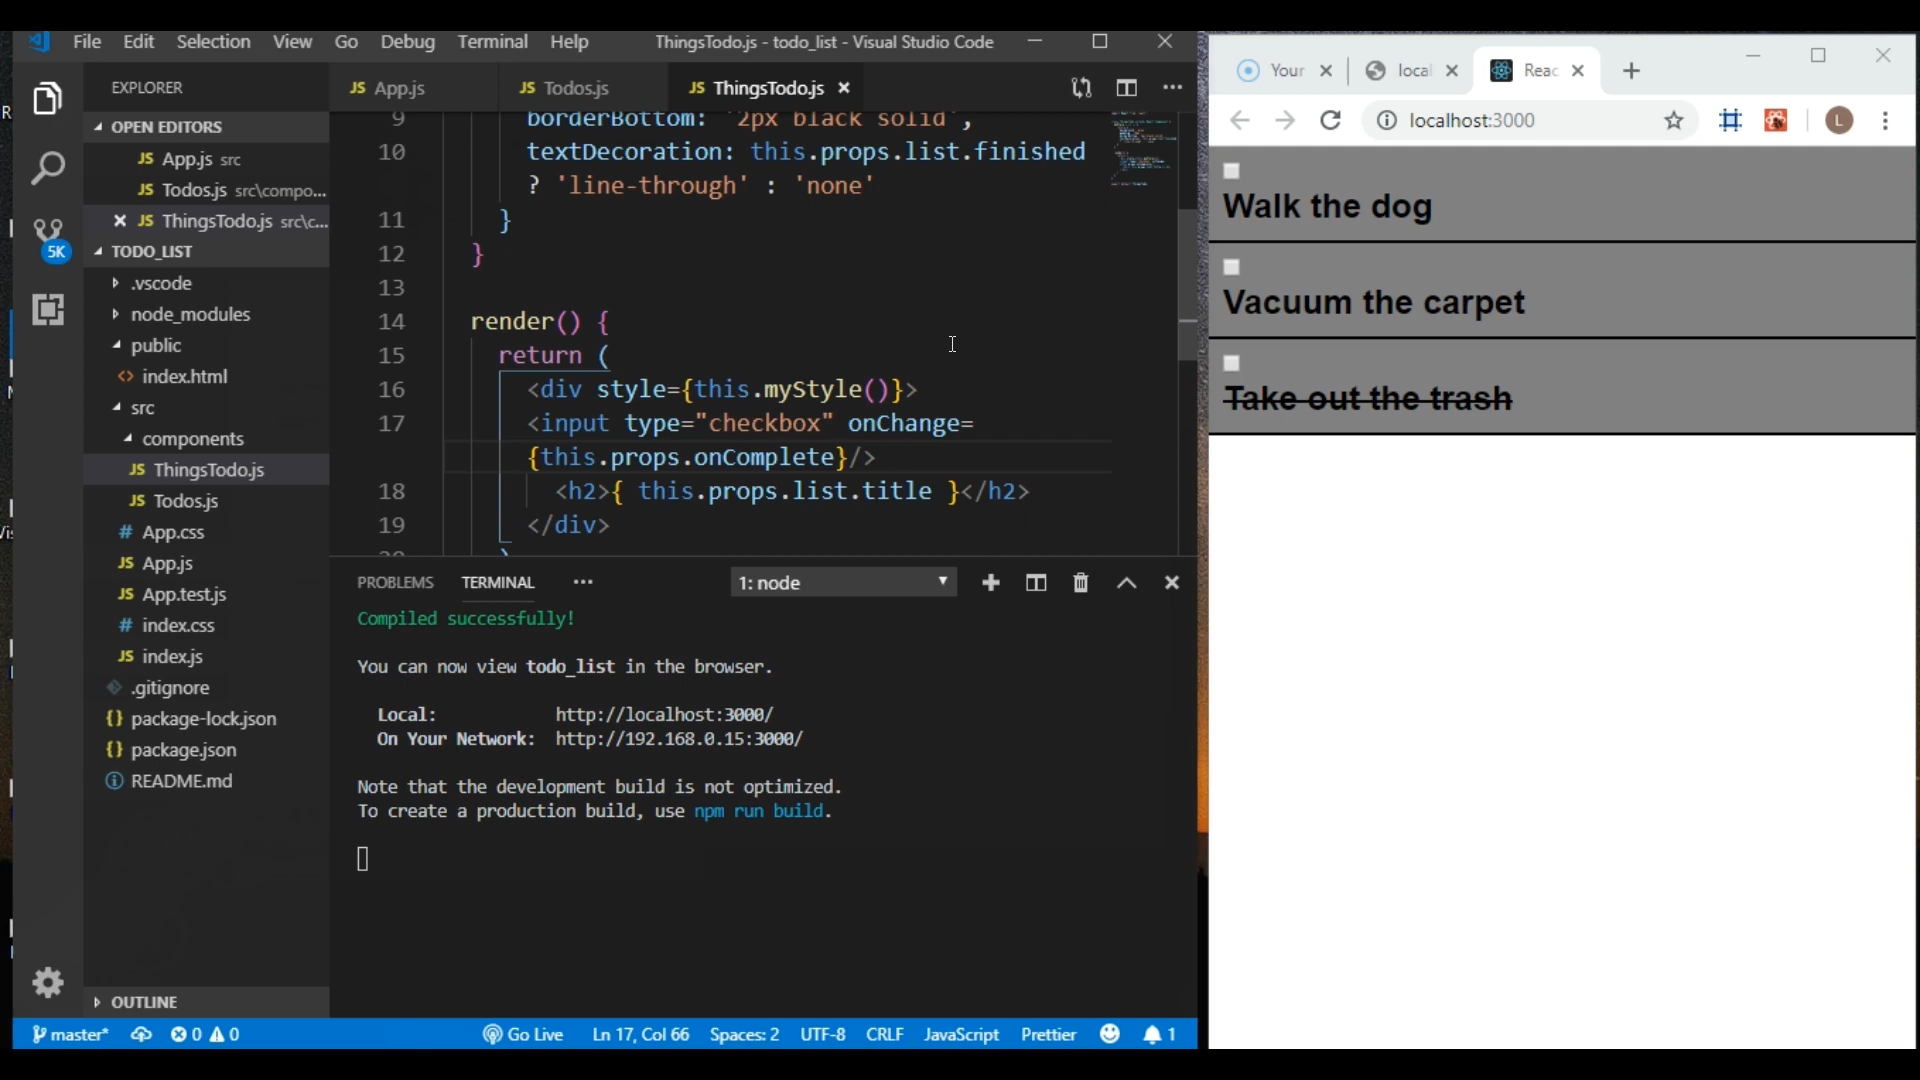 File Edit Selection View Go Debug Terminal Help ThingsTodo.js - todo_list - Visual Studio Code
EXPLORER
OPEN EDITORS
JS App.js src
JS Todos.js src\compo...
JS ThingsTodo.js src\c...
TODO_LIST
.vscode
node_modules
public
<> index.html
src
components
JS ThingsTodo.js
JS Todos.js
# App.css
JS App.js
JS App.test.js
# index.css
JS index.js
.gitignore
{} package-lock.json
{} package.json
README.md
OUTLINE
5K
JS App.js JS Todos.js JS ThingsTodo.js
9 borderBottom: '2px black solid',
10 textDecoration: this.props.list.finished
? 'line-through' : 'none'
11 }
12 }
13
14 render() {
15 return (
16 <div style={this.myStyle()}>
17 <input type="checkbox" onChange=
{this.props.onComplete}/>
18 <h2>{ this.props.list.title }</h2>
19 </div>
20 )
PROBLEMS TERMINAL ... 1: node
Compiled successfully!
You can now view todo_list in the browser.
Local: http://localhost:3000/
On Your Network: http://192.168.0.15:3000/
Note that the development build is not optimized.
To create a production build, use npm run build.
master* 0 0 Go Live Ln 17, Col 66 Spaces: 2 UTF-8 CRLF JavaScript Prettier 1
Your local Reac
localhost:3000 L
Walk the dog
Vacuum the carpet
Take out the trash